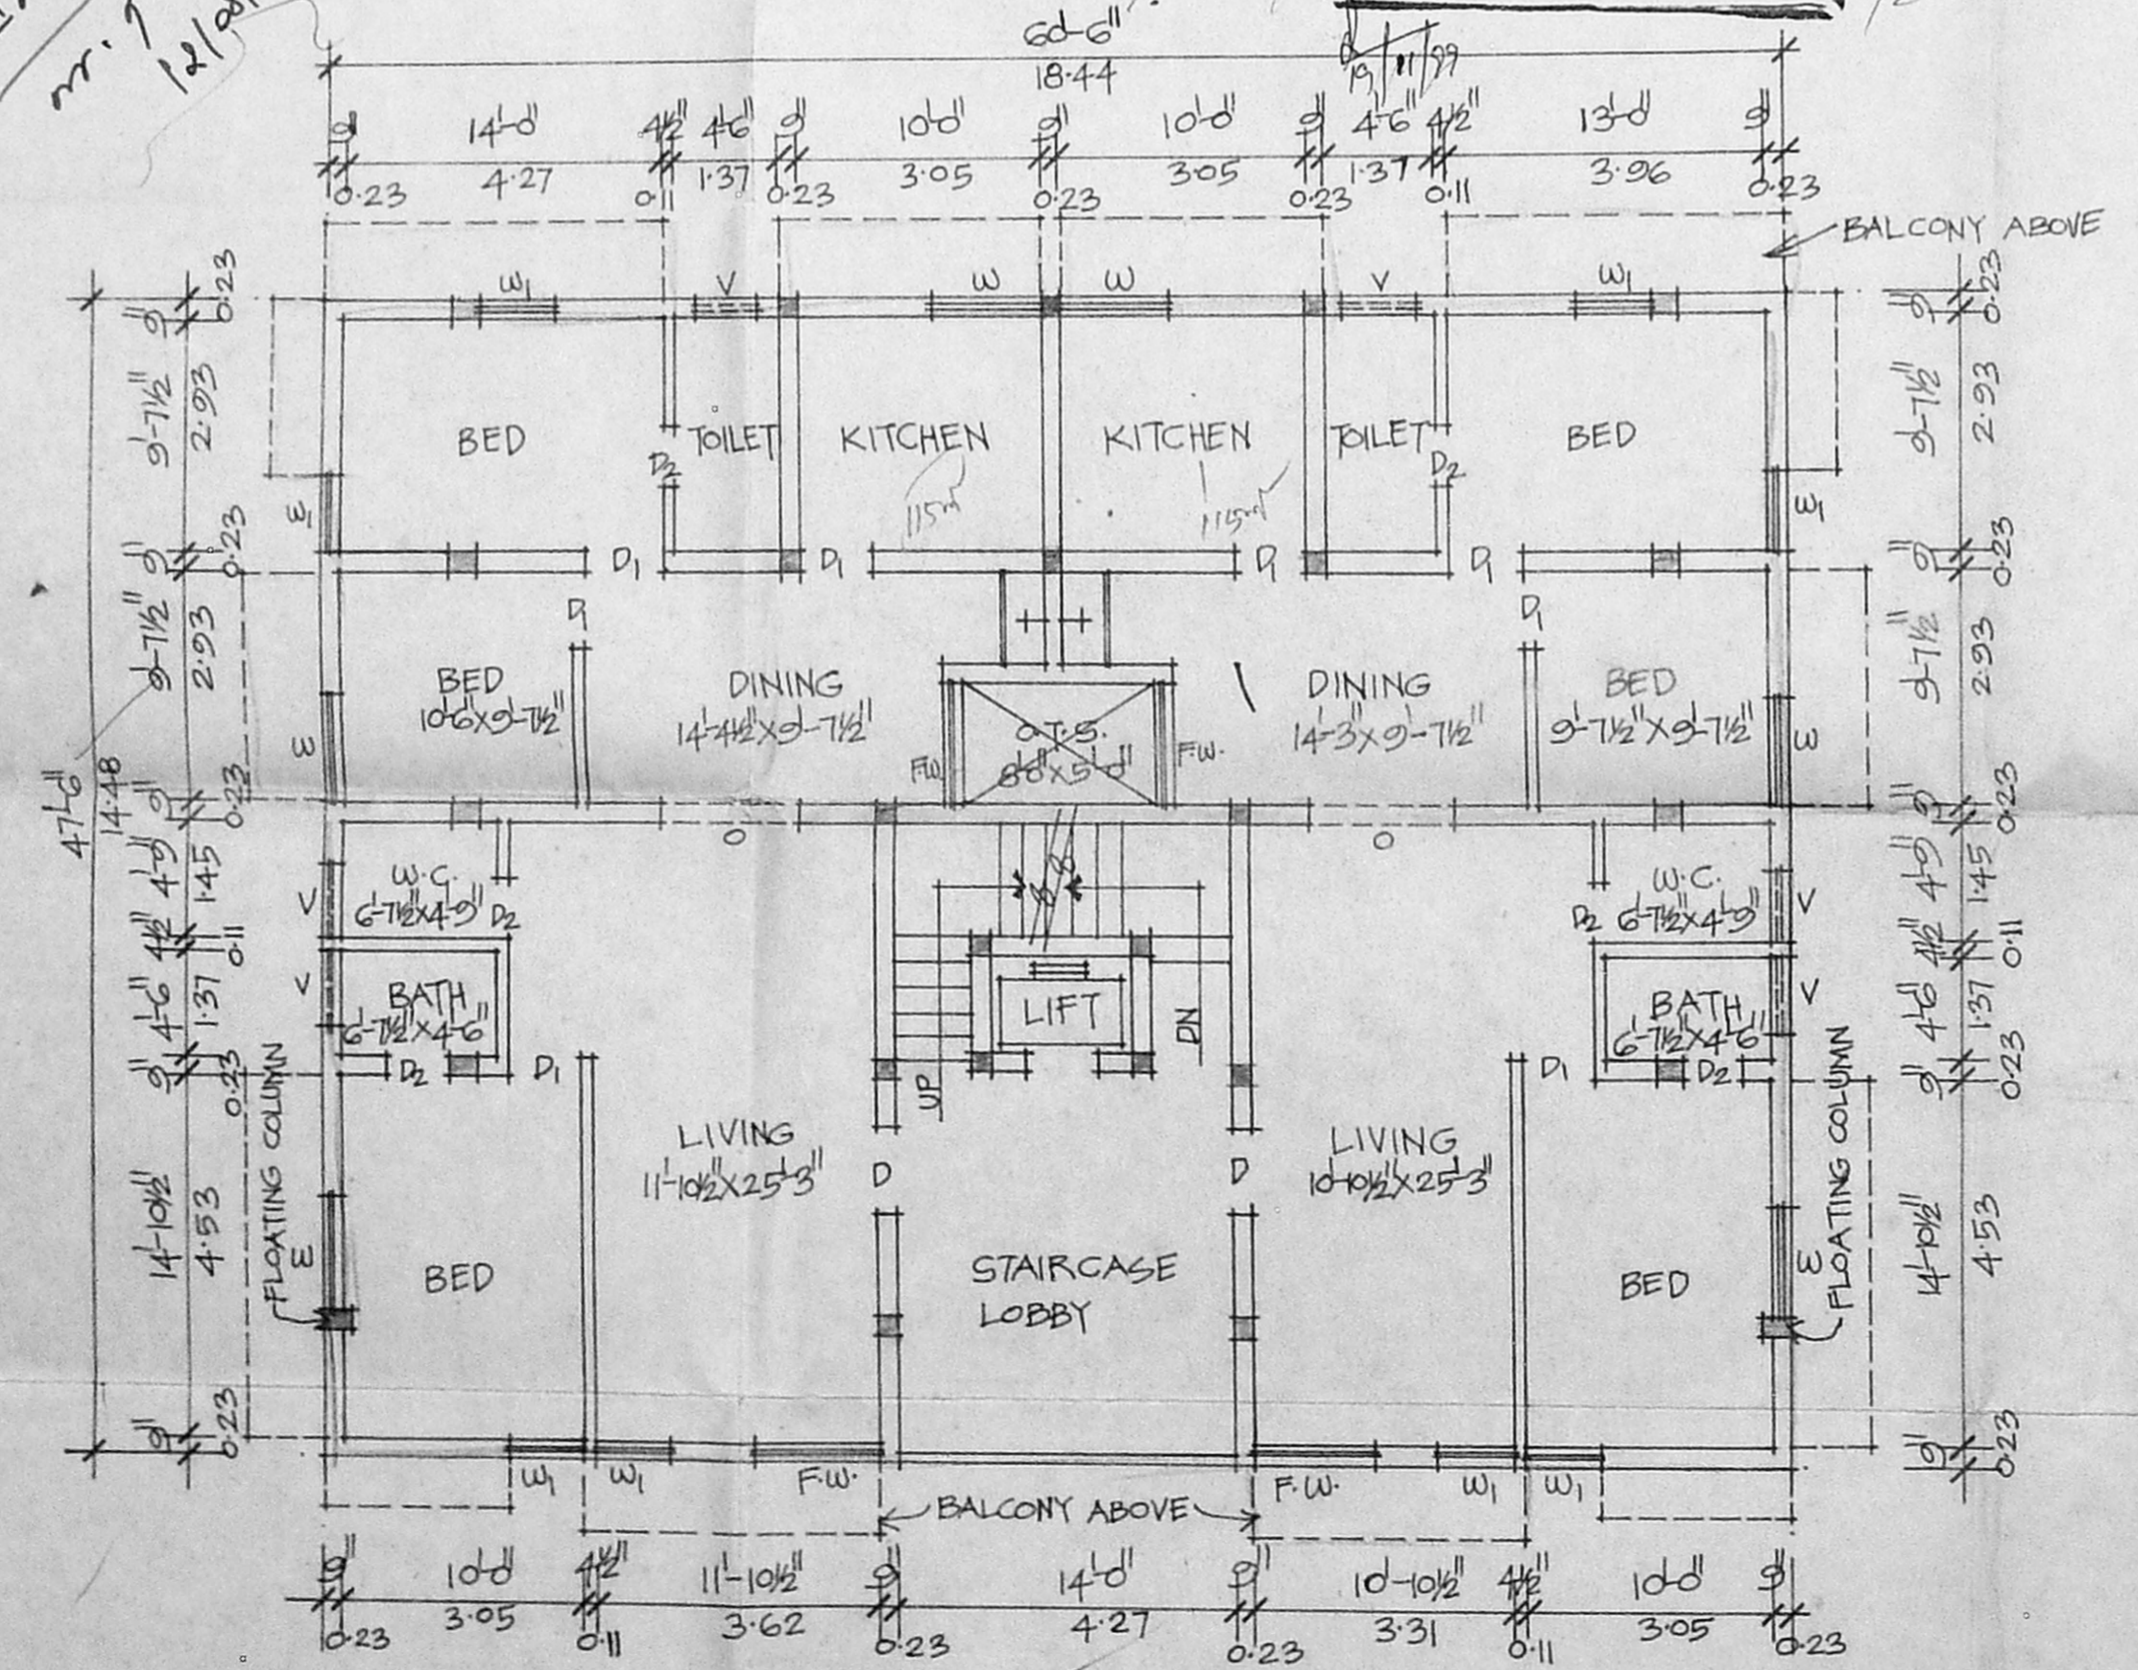 60'-6"
18.44
19/11/99
9" 14'-0" 4½" 4'-6" 9" 10'-0" 9" 10'-0" 9" 4'-6" 4½" 13'-0" 9"
0.23 4.27 0.11 1.37 0.23 3.05 0.23 3.05 0.23 1.37 0.11 3.96 0.23
BALCONY ABOVE
W1 V W W V W1
BED TOILET KITCHEN KITCHEN TOILET BED
D2 D2
W1 W1
D1 D1 D1 D1
D1 D1
BED DINING DINING BED
10'-6"X9'-7½" 14'-4½"X9'-7½" 14'-3"X9'-7½" 9'-7½"X9'-7½"
O.T.S.
8'-0"X5'-0"
W F.W. F.W. W
O O
W.C. W.C.
V 6'-7½"X4'-9" D2 D2 6'-7½"X4'-9" V
8 8
V BATH LIFT BATH V
6'-7½"X4'-6" 6'-7½"X4'-6"
UP DN
D2 D1 D1 D2
LIVING LIVING
11'-10½"X25'-3" 10'-10½"X25'-3"
D D
STAIRCASE
LOBBY
BED BED
W W
FLOATING COLUMN
FLOATING COLUMN
W1 W1 F.W. F.W. W1 W1
BALCONY ABOVE
9" 10'-0" 4½" 11'-10½" 9" 14'-0" 9" 10'-10½" 4½" 10'-0" 9"
0.23 3.05 0.11 3.62 0.23 4.27 0.23 3.31 0.11 3.05 0.23
47'-6"
14.48
9" 9'-7½" 9" 9'-7½" 9" 4'-9" 4½" 4'-6" 9" 14'-10½" 9"
0.23 2.93 0.23 2.93 0.23 1.45 0.11 1.37 0.23 4.53 0.23
9" 9'-7½" 9" 9'-7½" 9" 4'-9" 4½" 4'-6" 9" 14'-10½" 9"
0.23 2.93 0.23 2.93 0.23 1.45 0.11 1.37 0.23 4.53 0.23